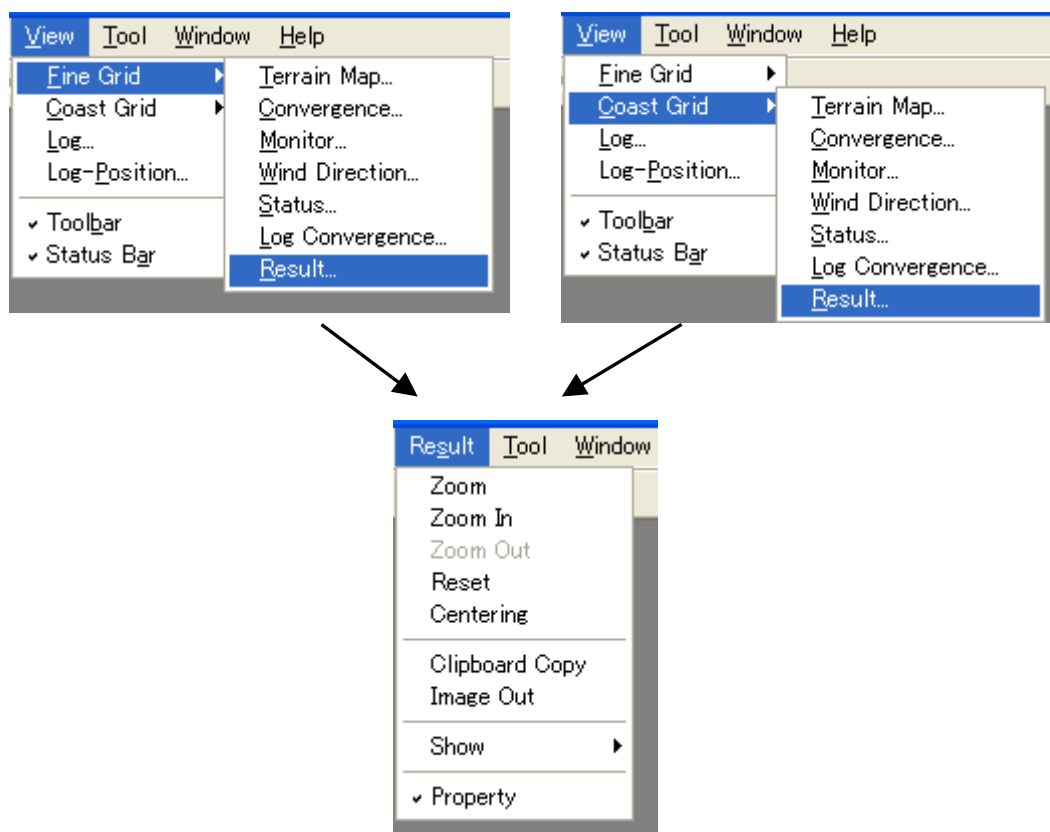 View Tool Window Help
Fine Grid
Coast Grid
Log...
Log-Position...
Toolbar
Status Bar
Terrain Map...
Convergence...
Monitor...
Wind Direction...
Status...
Log Convergence...
Result...
View Tool Window Help
Fine Grid
Coast Grid
Log...
Log-Position...
Toolbar
Status Bar
Terrain Map...
Convergence...
Monitor...
Wind Direction...
Status...
Log Convergence...
Result...
Result Tool Window
Zoom
Zoom In
Zoom Out
Reset
Centering
Clipboard Copy
Image Out
Show
Property